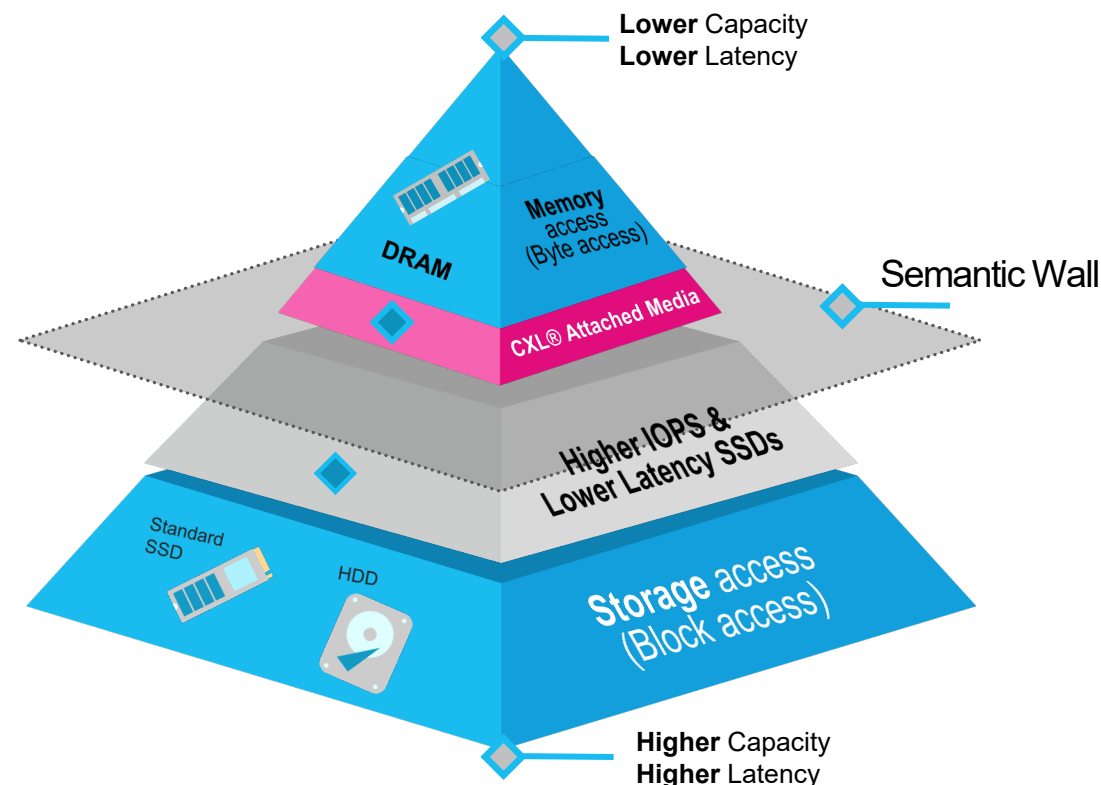 Lower Capacity
Lower Latency
Memory
access
(Byte access)
DRAM
Semantic Wall
CXL® Attached Media
Higher IOPS &
Lower Latency SSDs
Standard
SSD
HDD
Storage access
(Block access)
Higher Capacity
Higher Latency